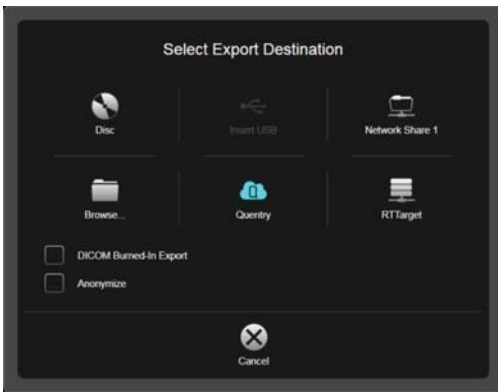 Select Export Destination
Disc
Insert USB
Network Share 1
Browse...
Quentry
RTTarget
DICOM Burned-In Export
Anonymize
Cancel